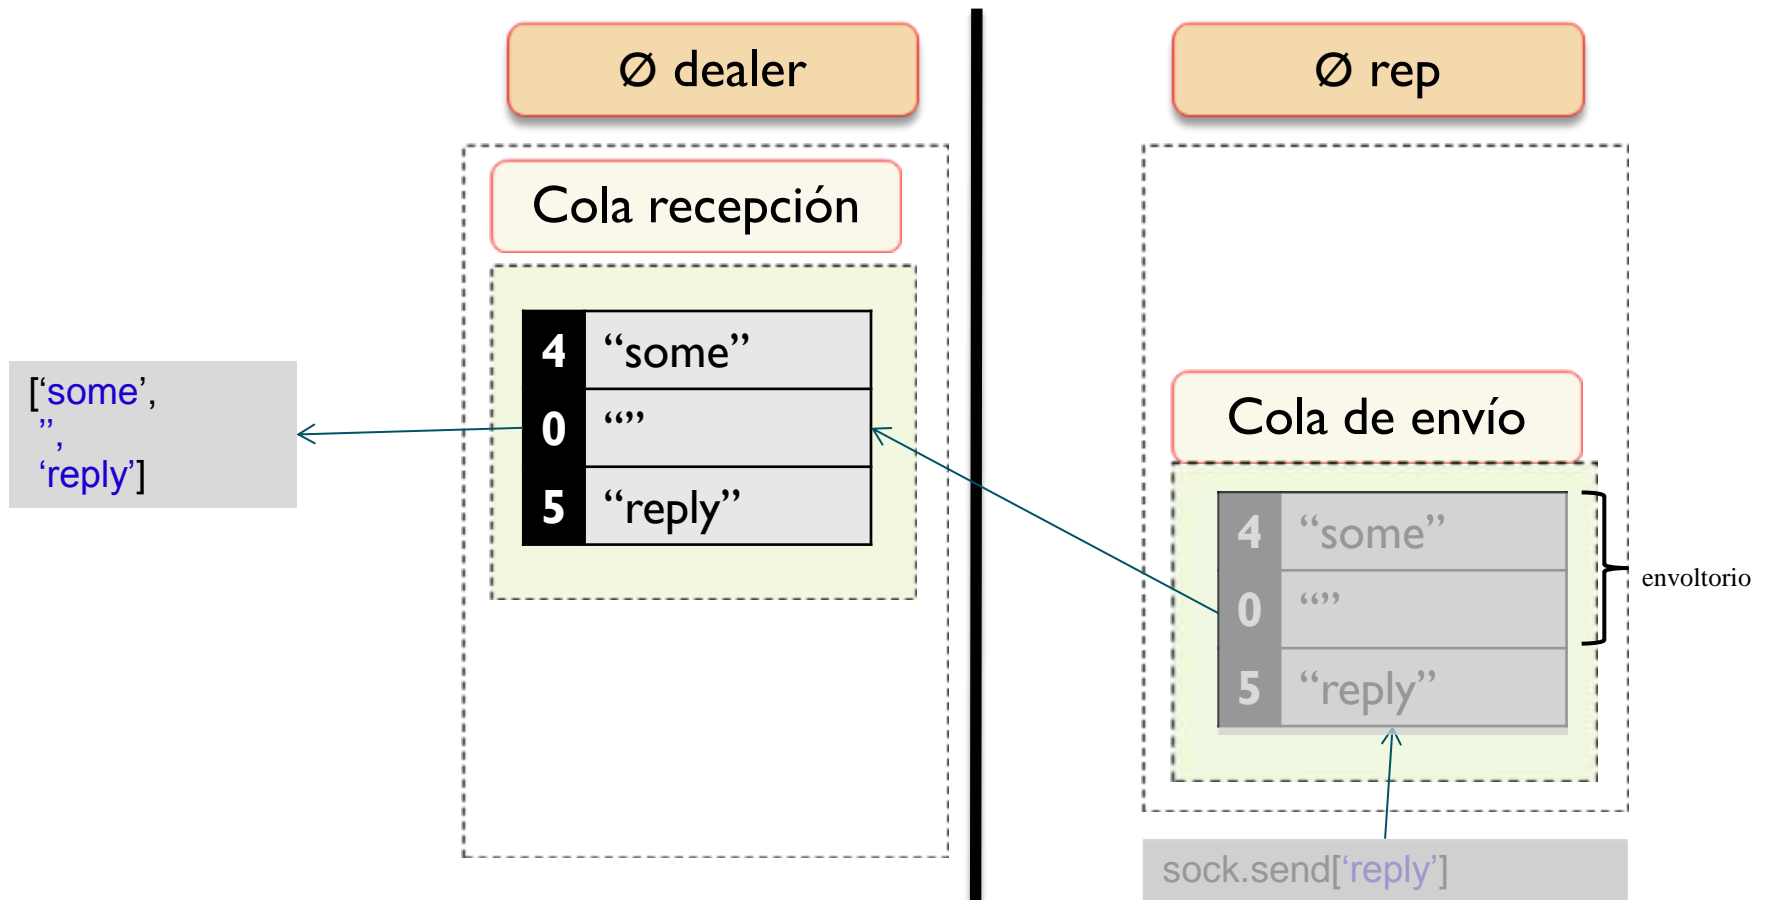 Ø dealer
Ø rep
Cola recepción
4 “some”
0 “”
5 “reply”
[‘some’,
’’,
‘reply’]
Cola de envío
4 “some”
0 “”
5 “reply”
envoltorio
sock.send[‘reply’]